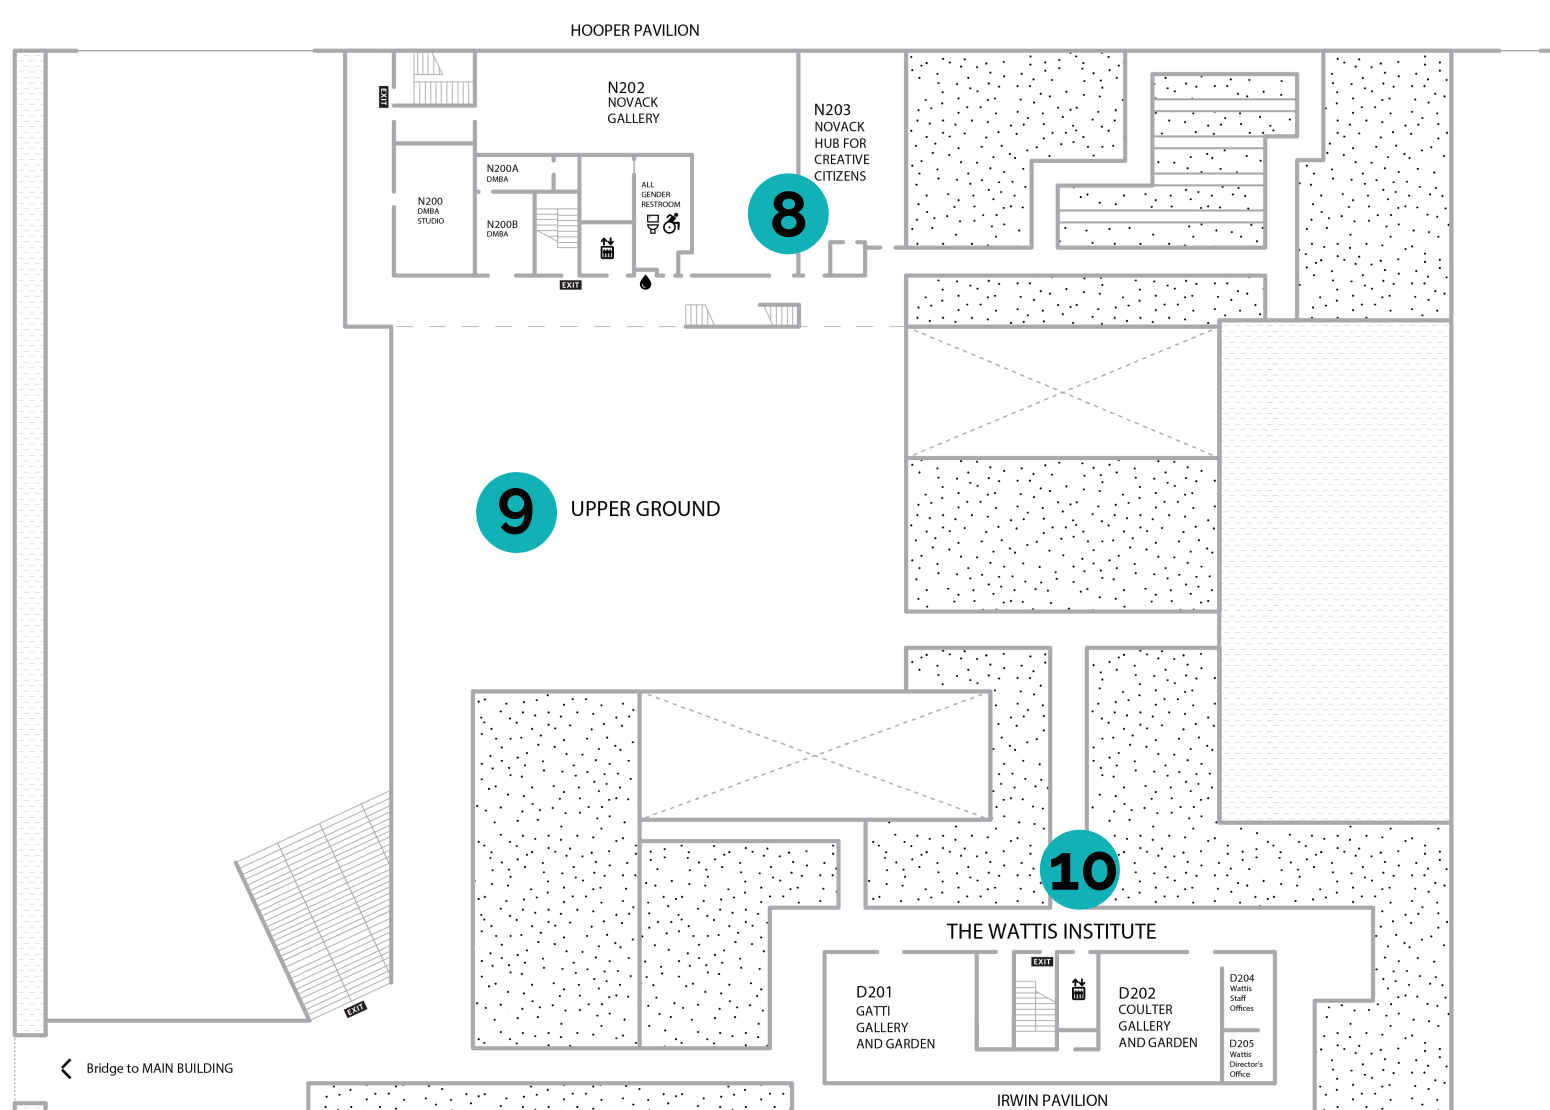 HOOPER PAVILION
EXIT
N202
NOVACK
GALLERY
N203
NOVACK
HUB FOR
CREATIVE
CITIZENS
N200A
DMBA
ALL
GENDER
RESTROOM
N200
DMBA
STUDIO
N200B
DMBA
8
EXIT
9
UPPER GROUND
10
THE WATTIS INSTITUTE
EXIT
D201
GATTI
GALLERY
AND GARDEN
D202
COULTER
GALLERY
AND GARDEN
D204
Wattis
Staff
Offices
D205
Wattis
Director's
Office
EXIT
Bridge to MAIN BUILDING
IRWIN PAVILION